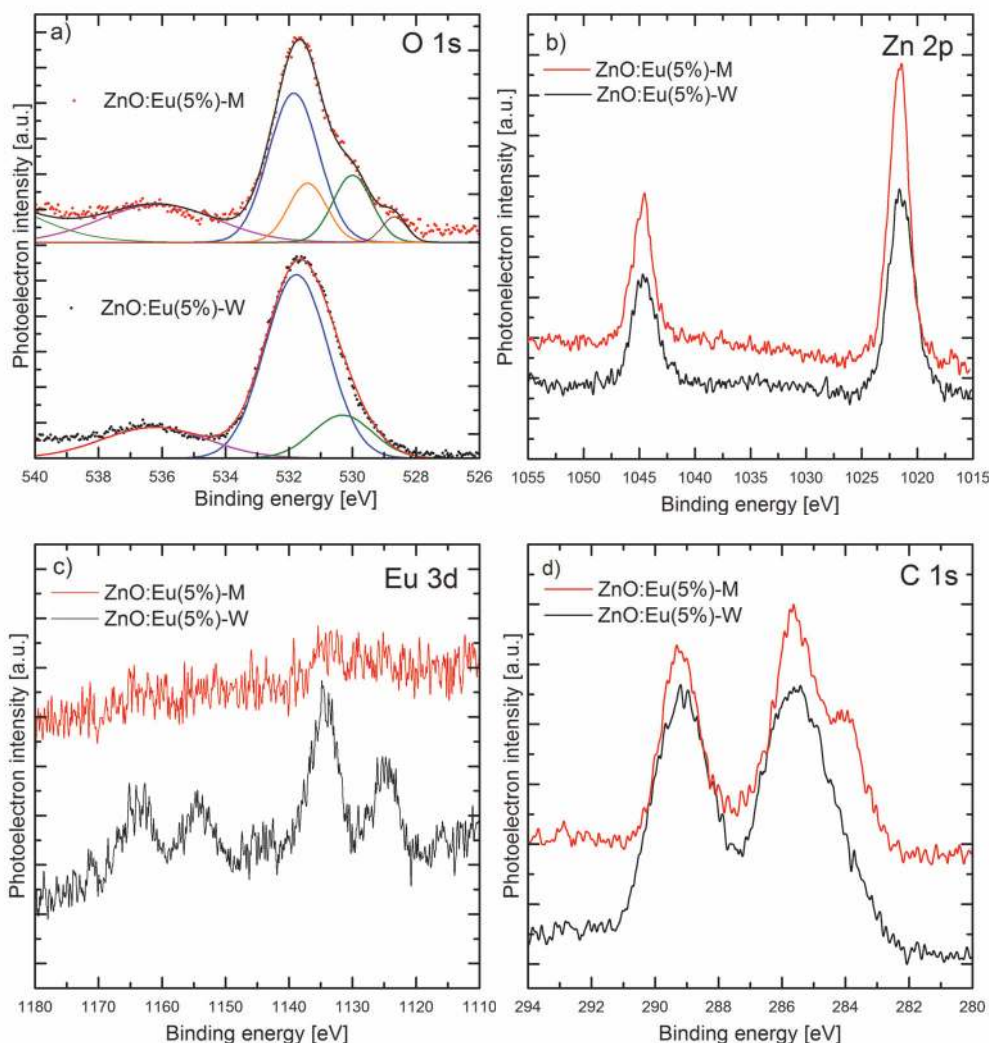 a)
O 1s
ZnO:Eu(5%)-M
ZnO:Eu(5%)-W
Photoelectron intensity [a.u.]
540 538 536 534 532 530 528 526
Binding energy [eV]
b)
Zn 2p
ZnO:Eu(5%)-M
ZnO:Eu(5%)-W
Photonelectron intensity [a.u.]
1055 1050 1045 1040 1035 1030 1025 1020 1015
Binding energy [eV]
c)
Eu 3d
ZnO:Eu(5%)-M
ZnO:Eu(5%)-W
Photoelectron intensity [a.u.]
1180 1170 1160 1150 1140 1130 1120 1110
Binding energy [eV]
d)
C 1s
ZnO:Eu(5%)-M
ZnO:Eu(5%)-W
Photoelectron intensity [a.u.]
294 292 290 288 286 284 282 280
Binding energy [eV]